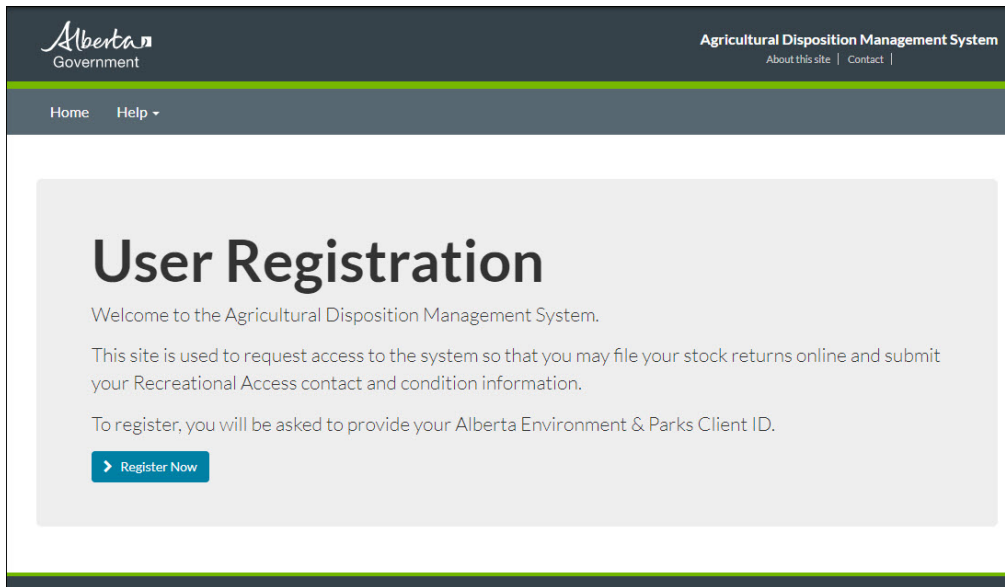 Alberta
Government
Agricultural Disposition Management System
About this site | Contact |
Home Help
User Registration
Welcome to the Agricultural Disposition Management System.
This site is used to request access to the system so that you may file your stock returns online and submit
your Recreational Access contact and condition information.
To register, you will be asked to provide your Alberta Environment & Parks Client ID.
Register Now